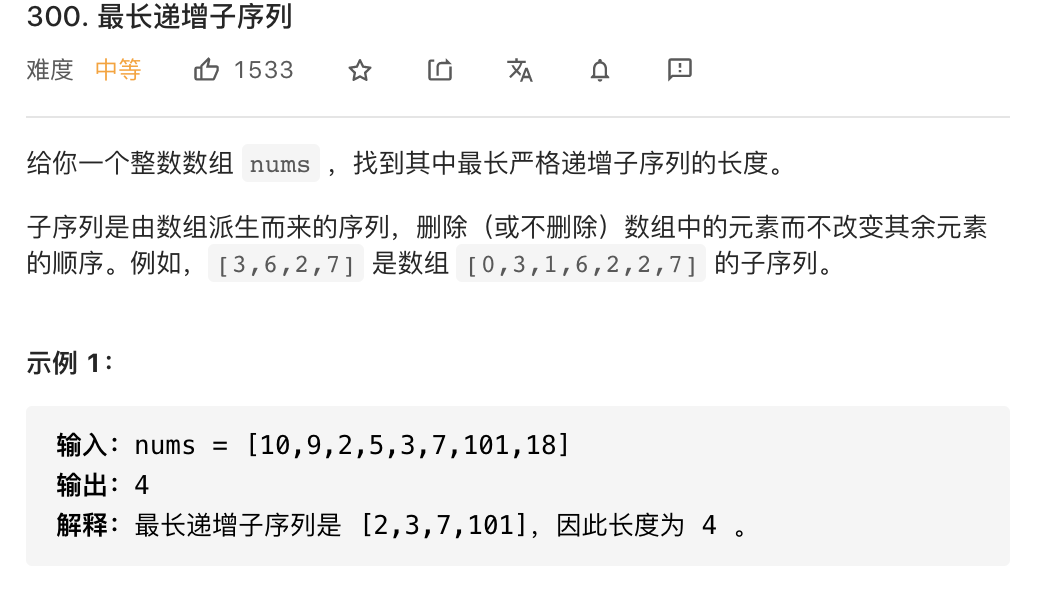 300. 最长递增子序列
难度 中等 1533
给你一个整数数组 nums ，找到其中最长严格递增子序列的长度。
子序列是由数组派生而来的序列，删除（或不删除）数组中的元素而不改变其余元素
的顺序。例如，[3,6,2,7] 是数组 [0,3,1,6,2,2,7] 的子序列。
示例 1：
输入：nums = [10,9,2,5,3,7,101,18]
输出：4
解释：最长递增子序列是 [2,3,7,101]，因此长度为 4 。